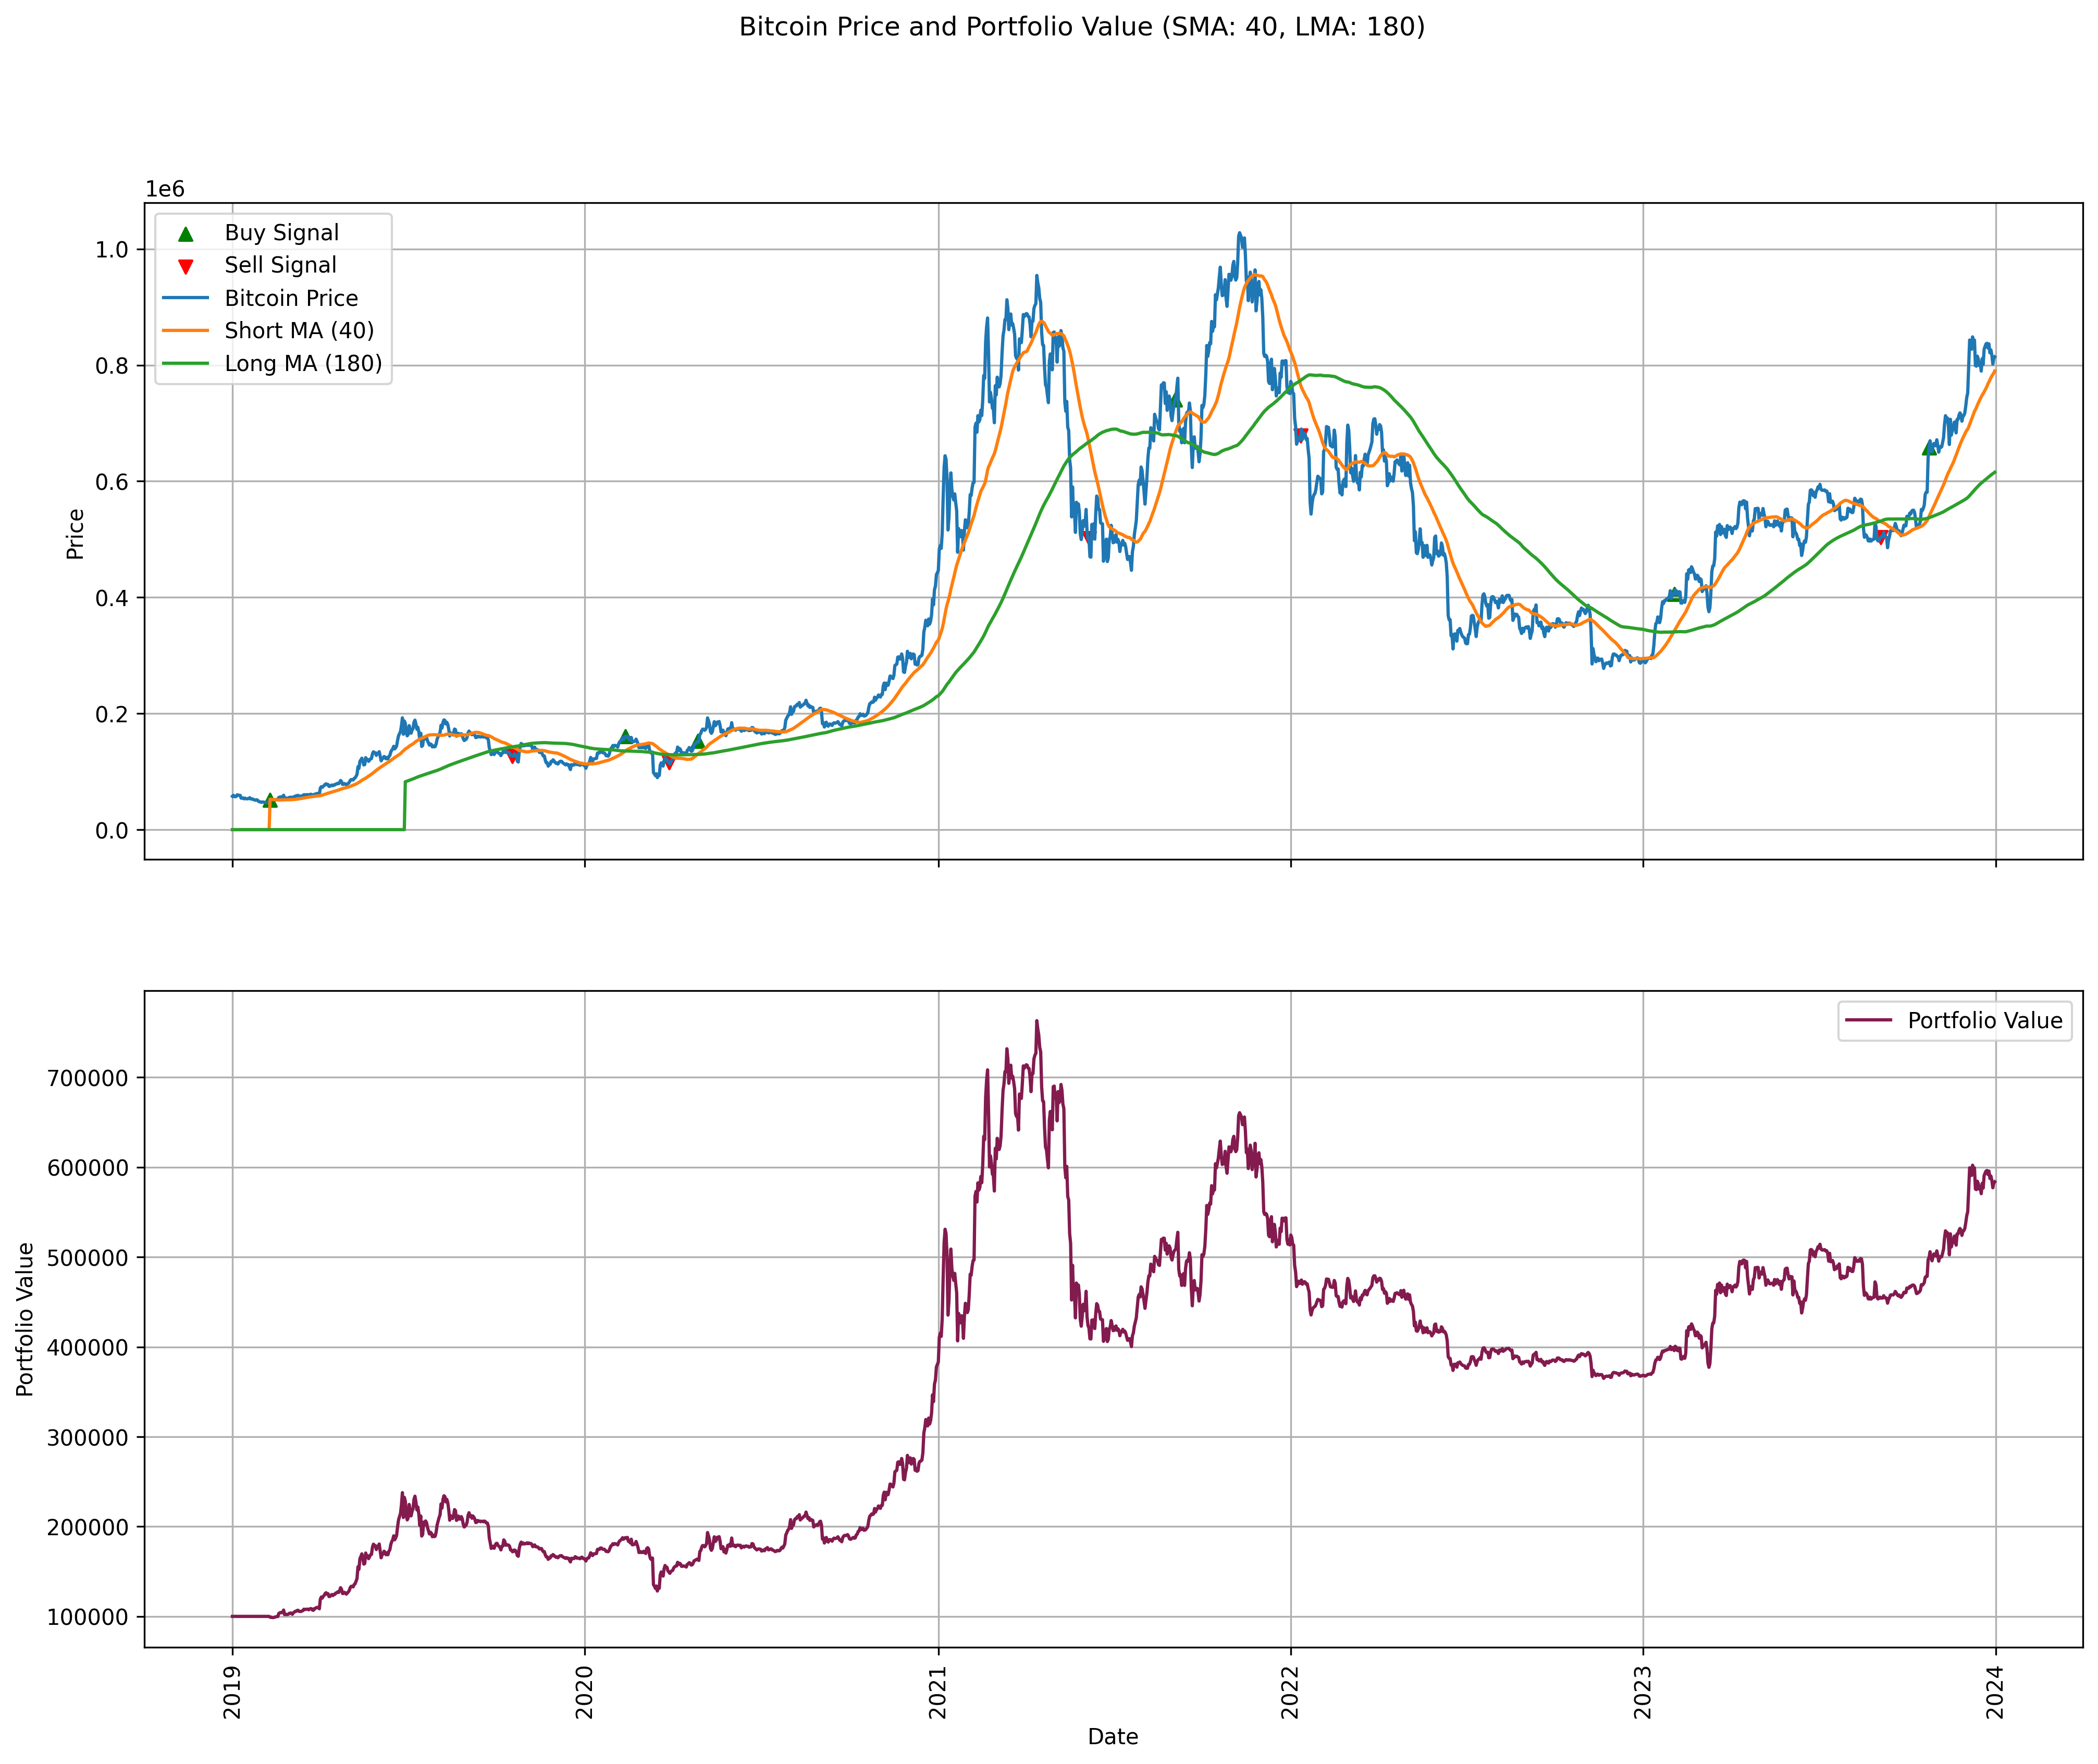 Bitcoin Price and Portfolio Value (SMA: 40, LMA: 180)
1e6
Buy Signal
Sell Signal
Bitcoin Price
Short MA (40)
Long MA (180)
1.0
0.8
0.6
0.4
0.2
0.0
Price
Portfolio Value
700000
600000
500000
400000
300000
200000
100000
Portfolio Value
2019
2020
2021
2022
2023
2024
Date